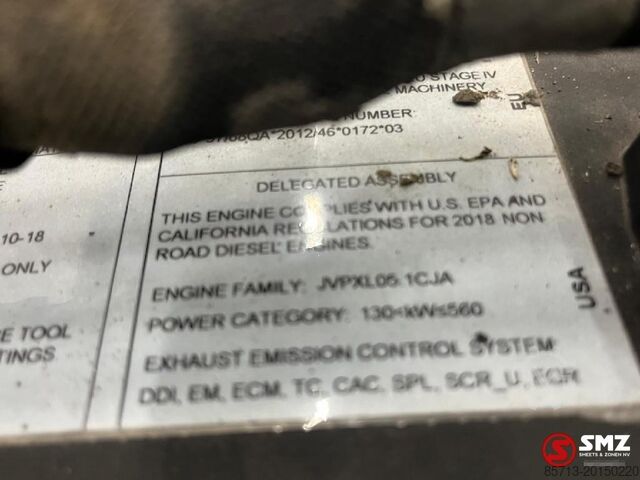 STAGE IV
MACHINERY
NUMBER:
*2012/46*0172*03
EU
DELEGATED ASSEMBLY
THIS ENGINE COMPLIES WITH U.S. EPA AND
CALIFORNIA REGULATIONS FOR 2018 NON
ROAD DIESEL ENGINES.
ENGINE FAMILY: JVPXL05.1CJA
POWER CATEGORY: 130<kW≤560
EXHAUST EMISSION CONTROL SYSTEM:
DDI, EM, ECM, TC, CAC, SPL, SCR_U, EGR
USA
10-18
ONLY
E TOOL
TINGS
SMZ
SHEETS & ZONEN NV
85713-20150220